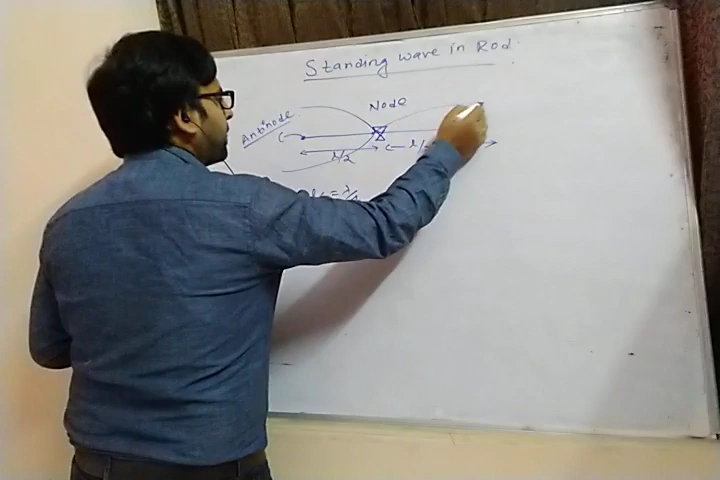 Standing wave in Rod
Node
Antinode
l/2
l/
= λ/